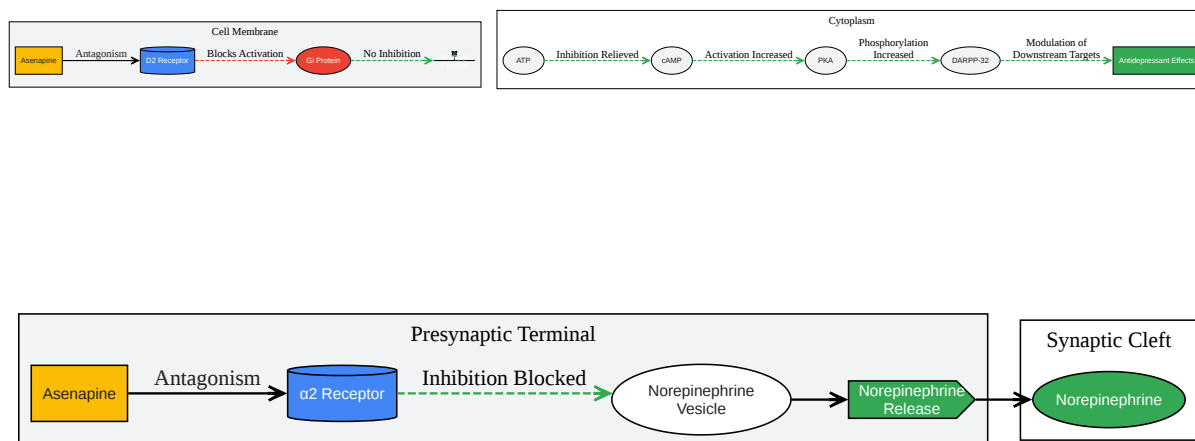 Cell Membrane
Asenapine
Antagonism
D2 Receptor
Blocks Activation
Gi Protein
No Inhibition
Cytoplasm
ATP
Inhibition Relieved
cAMP
Activation Increased
PKA
Phosphorylation
Increased
DARPP-32
Modulation of
Downstream Targets
Antidepressant Effects
Presynaptic Terminal
Asenapine
Antagonism
α2 Receptor
Inhibition Blocked
Norepinephrine
Vesicle
Norepinephrine
Release
Synaptic Cleft
Norepinephrine